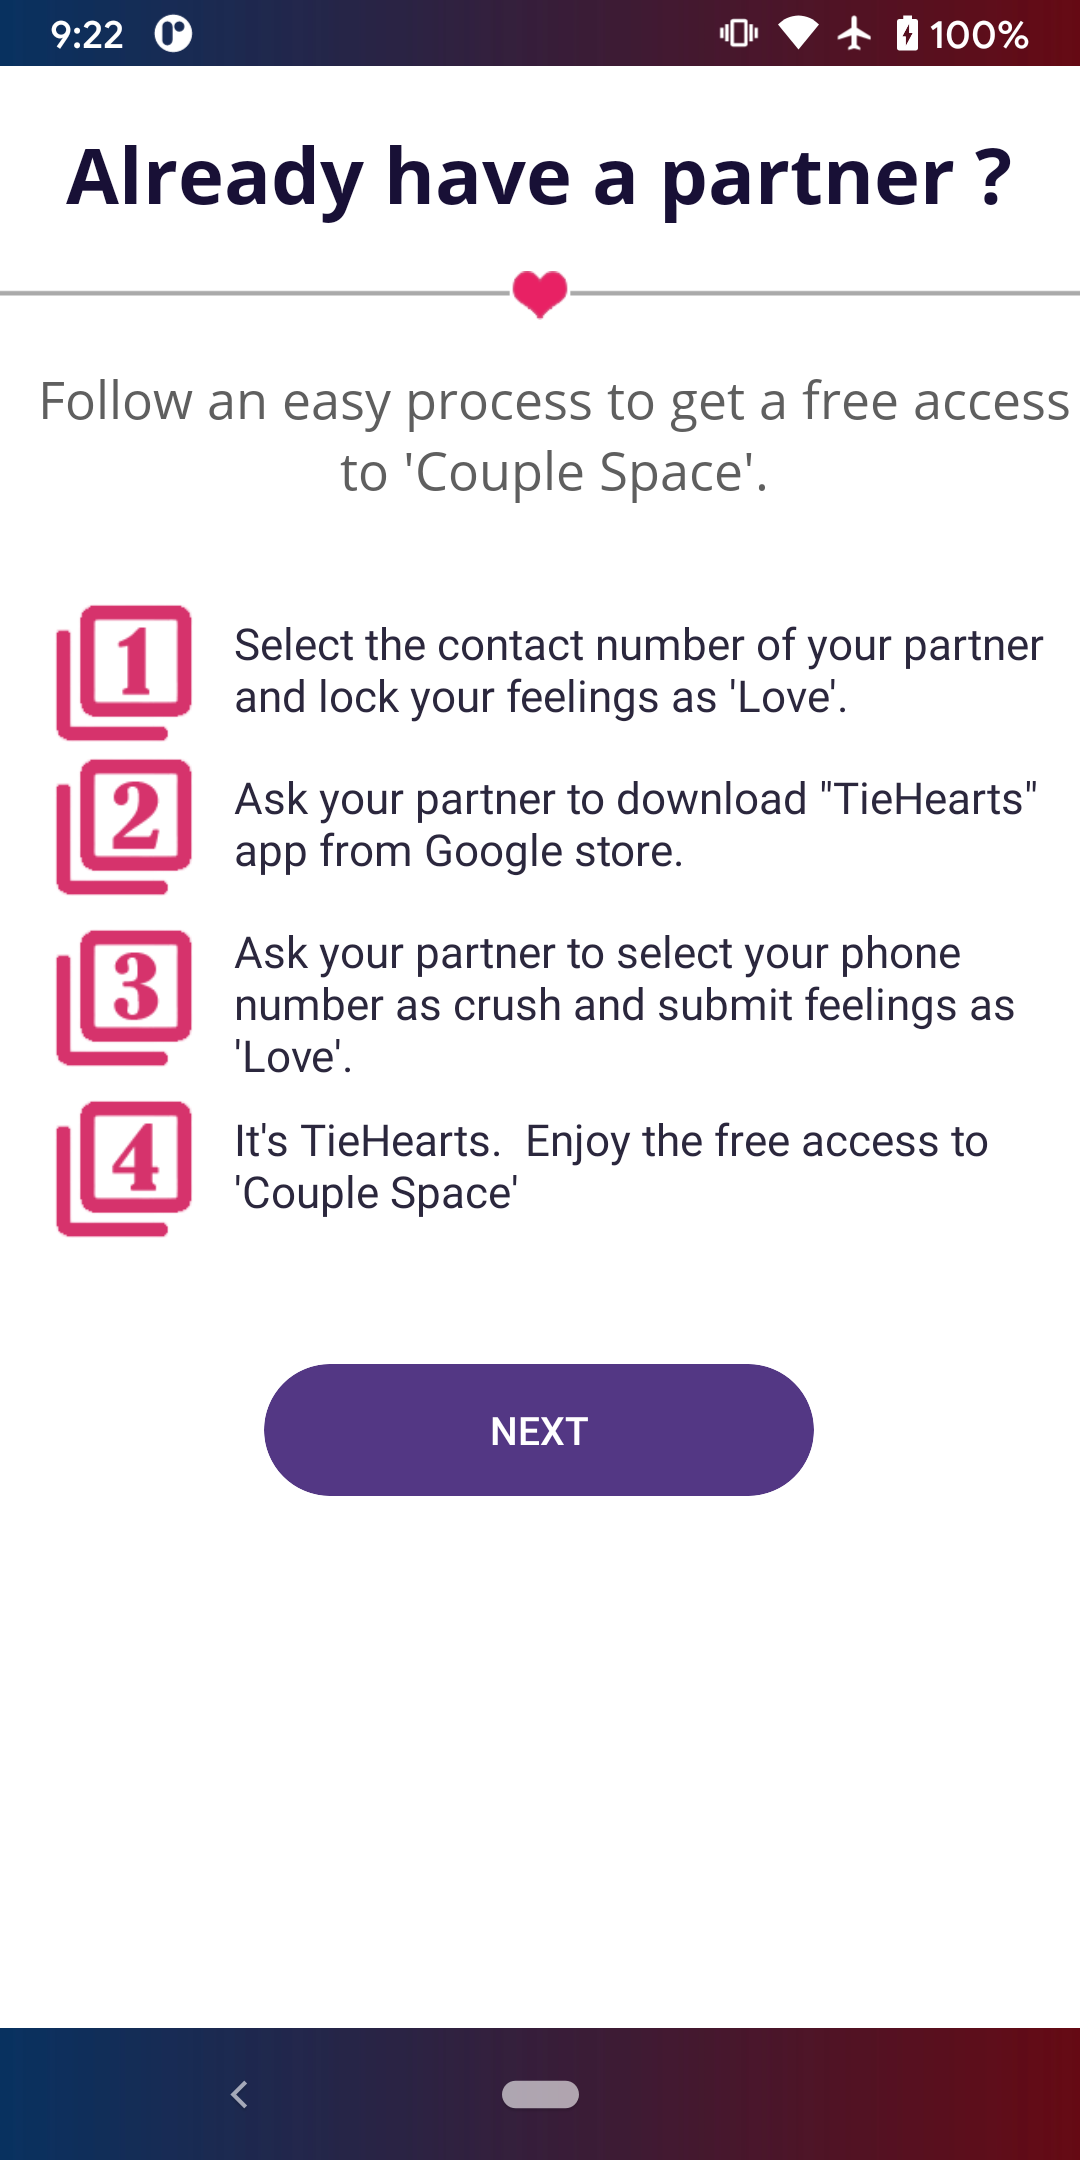 9:22
100%
Already have a partner ?
Follow an easy process to get a free access
to 'Couple Space'.
1
Select the contact number of your partner
and lock your feelings as 'Love'.
2
Ask your partner to download "TieHearts"
app from Google store.
3
Ask your partner to select your phone
number as crush and submit feelings as
'Love'.
4
It's TieHearts.  Enjoy the free access to
'Couple Space'
NEXT